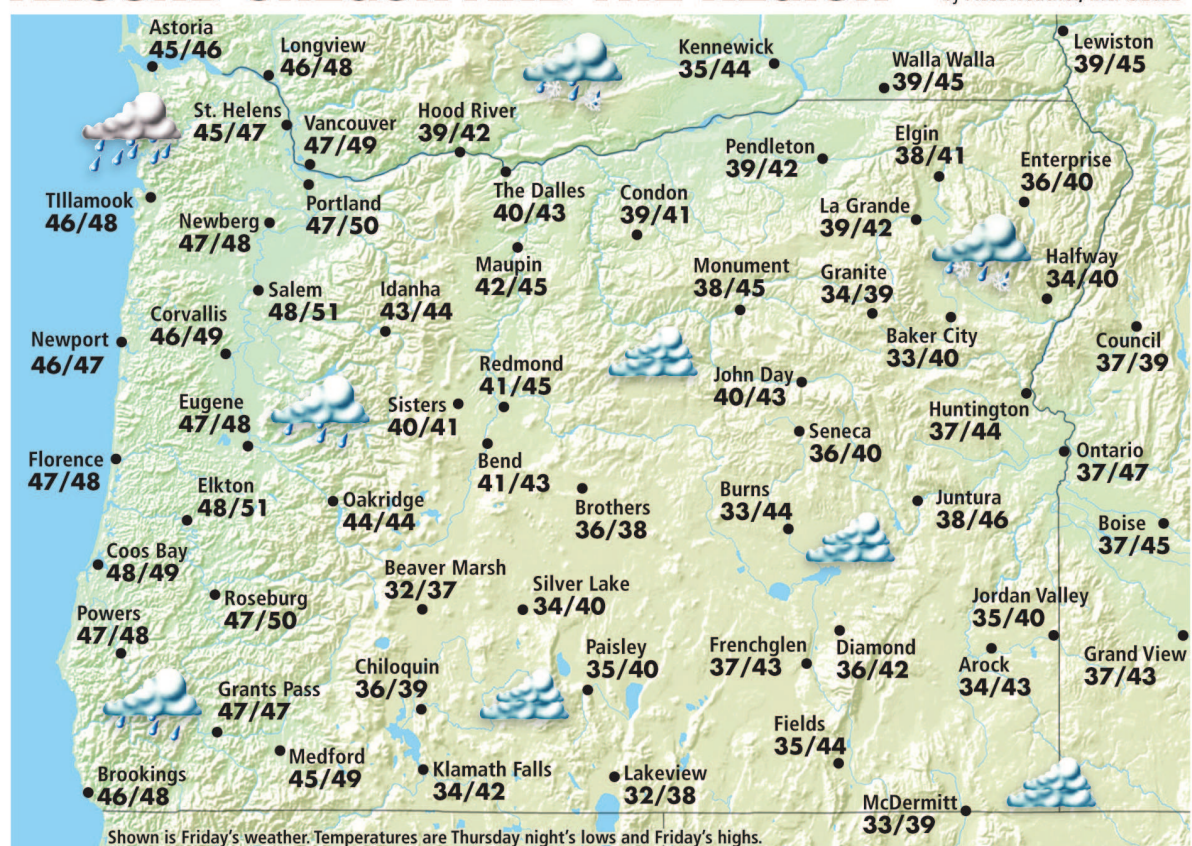 Astoria
45/46
Longview
46/48
Kennewick
35/44
Walla Walla
39/45
Lewiston
39/45
St. Helens
45/47
Vancouver
47/49
Hood River
39/42
Pendleton
39/42
Elgin
38/41
Enterprise
36/40
TIllamook
46/48
Newberg
47/48
Portland
47/50
The Dalles
40/43
Condon
39/41
La Grande
39/42
Maupin
42/45
Monument
38/45
Granite
34/39
Halfway
34/40
Salem
48/51
Idanha
43/44
Corvallis
46/49
Newport
46/47
Baker City
33/40
Council
37/39
Redmond
41/45
John Day
40/43
Eugene
47/48
Sisters
40/41
Huntington
37/44
Seneca
36/40
Ontario
37/47
Florence
47/48
Bend
41/43
Elkton
48/51
Oakridge
44/44
Brothers
36/38
Burns
33/44
Juntura
38/46
Boise
37/45
Coos Bay
48/49
Beaver Marsh
32/37
Silver Lake
34/40
Roseburg
47/50
Jordan Valley
35/40
Powers
47/48
Paisley
35/40
Frenchglen
37/43
Diamond
36/42
Arock
34/43
Grand View
37/43
Chiloquin
36/39
Grants Pass
47/47
Fields
35/44
Medford
45/49
Klamath Falls
34/42
Lakeview
32/38
Brookings
46/48
McDermitt
33/39
Shown is Friday's weather. Temperatures are Thursday night's lows and Friday's highs.